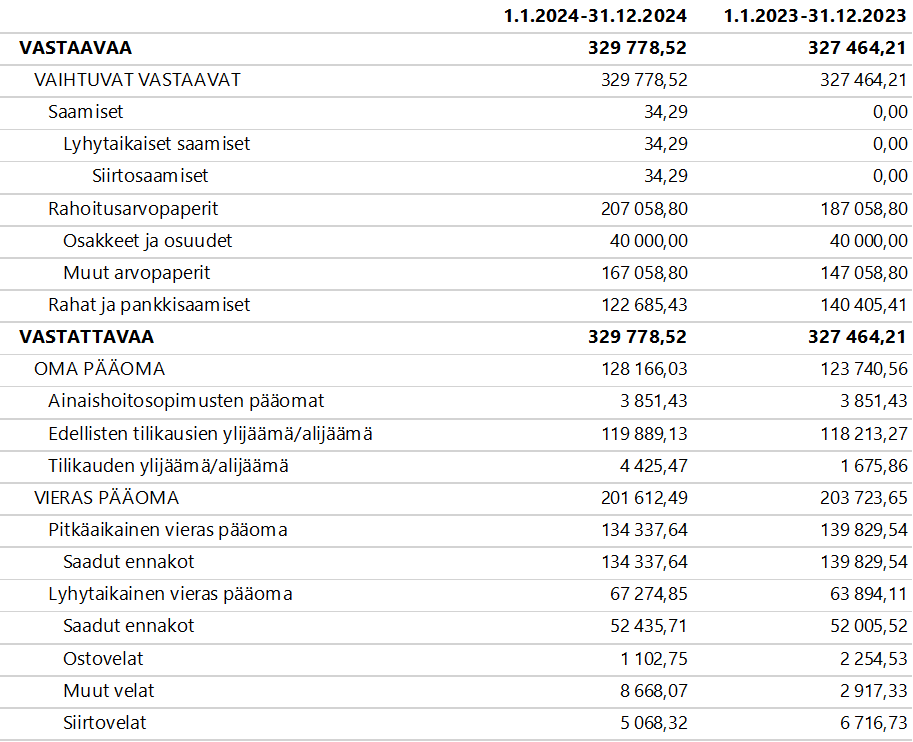 1.1.2024-31.12.2024 1.1.2023-31.12.2023
VASTAAVAA 329 778,52 327 464,21
VAIHTUVAT VASTAAVAT 329 778,52 327 464,21
Saamiset 34,29 0,00
Lyhytaikaiset saamiset 34,29 0,00
Siirtosaamiset 34,29 0,00
Rahoitusarvopaperit 207 058,80 187 058,80
Osakkeet ja osuudet 40 000,00 40 000,00
Muut arvopaperit 167 058,80 147 058,80
Rahat ja pankkisaamiset 122 685,43 140 405,41
VASTATTAVAA 329 778,52 327 464,21
OMA PÄÄOMA 128 166,03 123 740,56
Ainaishoitosopimusten pääomat 3 851,43 3 851,43
Edellisten tilikausien ylijäämä/alijäämä 119 889,13 118 213,27
Tilikauden ylijäämä/alijäämä 4 425,47 1 675,86
VIERAS PÄÄOMA 201 612,49 203 723,65
Pitkäaikainen vieras pääoma 134 337,64 139 829,54
Saadut ennakot 134 337,64 139 829,54
Lyhytaikainen vieras pääoma 67 274,85 63 894,11
Saadut ennakot 52 435,71 52 005,52
Ostovelat 1 102,75 2 254,53
Muut velat 8 668,07 2 917,33
Siirtovelat 5 068,32 6 716,73